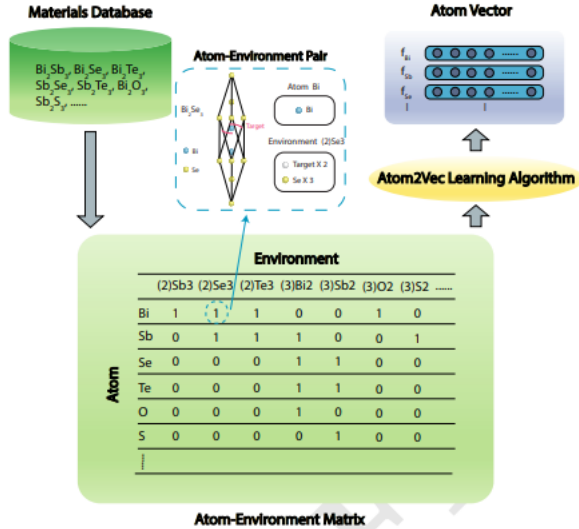 Materials Database
Bi2Sb3, Bi2Se3, Bi2Te3,
Sb2Se3, Sb2Te3, Bi2O3,
Sb2S3, ......
Atom-Environment Pair
Bi2Se3
Target
Bi
Se
Atom Bi
Bi
Environment (2)Se3
Target X 2
Se X 3
Atom Vector
fBi ......
fSb ......
fSe ......
Atom2Vec Learning Algorithm
Environment
(2)Sb3 (2)Se3 (2)Te3 (3)Bi2 (3)Sb2 (3)O2 (3)S2 ......
Atom
Bi 1 1 1 0 0 1 0
Sb 0 1 1 1 0 0 1
Se 0 0 0 1 1 0 0
Te 0 0 0 1 1 0 0
O 0 0 0 1 0 0 0
S 0 0 0 0 1 0 0
Atom-Environment Matrix